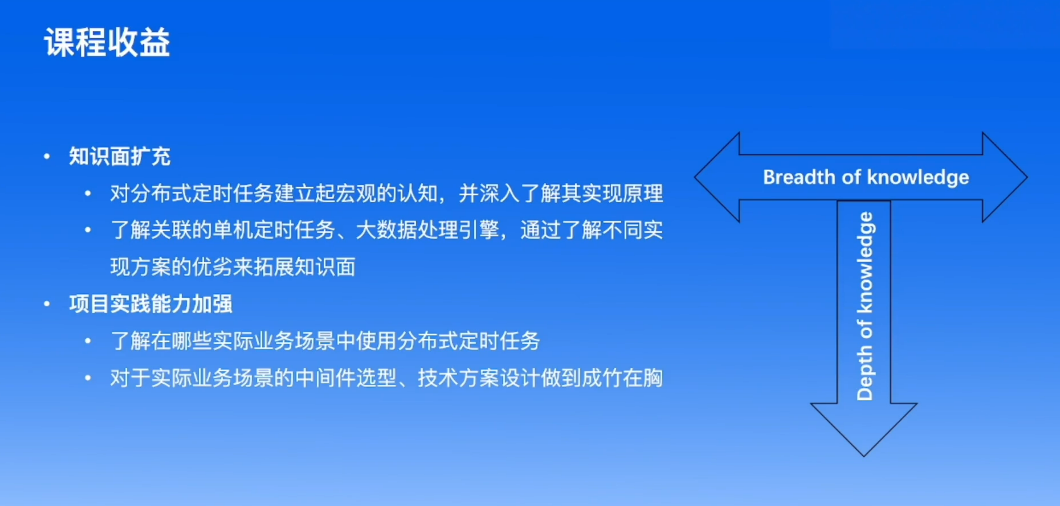 课程收益
• 知识面扩充
• 对分布式定时任务建立起宏观的认知，并深入了解其实现原理
• 了解关联的单机定时任务、大数据处理引擎，通过了解不同实
现方案的优劣来拓展知识面
• 项目实践能力加强
• 了解在哪些实际业务场景中使用分布式定时任务
• 对于实际业务场景的中间件选型、技术方案设计做到成竹在胸
Breadth of knowledge
Depth of knowledge